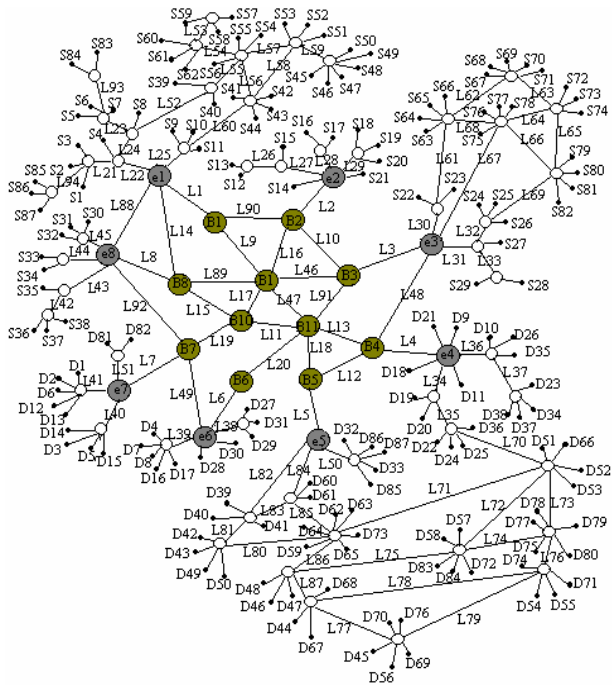 S59 S57
S60 L53 S58
S55 S54
S53 S52
S51
S61 L54 L57 L59 S50
S49
S84 S83
S62 L55
S56
S39 L56 L58 S45 S48
S46 S47
S41 S42
L93 L52 S40
S6 S7 S8
S5 L23
S44 S43
S4 L24
S3
S9 S10 L60
S11
L25
S16 S17 S18
S15 S19
S13 L26 L27 L28 L29 S20
S12 S14 S21
e2
S85 S2 L21 L22 e1
S86 L94 S1
S87
S68 S69 S70
S67 S71
S66 S72
S65 L62 L63 S73
S64 S76 S77 S78 S74
S63 L68 S75 L64
L61 L66 L65
L67
S79
S80
S81
S82
L69
S22 S23
S24 S25
S26
L30 L32
e3 L31 S27
L33
S29 S28
L1 L90 L2
B1 B2
L88 L14 L9 L16 L10 L3
S31 S30
S32 L45 e8
S33 L44 L8
S34 L43
S35 L42
S36 S37 S38
B8 L89 B1 L46 B3
L17 L47 L91
L92 L15 B10 L11 B11 L13
L48
L19
B7 L20 L18 B4 L4
L7 L49 L6 B6 B5 L12
D81 D82
L51
D1
D2 L41 e7
D6
D12 D13
D14 L40
D3 D5 D15
D21 D9
D10
L36 D26
e4 D35
D18 D11
L34 L37
D19 D23
D20 L35 D38 D37 D34
D22
D24 D25
L70
L5
D4 D27
L39 e6 L38 D31
D7 D29
D8 D30
D16 D17 D28
e5
D32 D86 D87
L50 D33
D85
L82 L84
D60
D61
D39
D40 L83 L85 D62 D63
D41 D64 D73
D42 L81
D43 L80 D59 D65
D49 D50
L71
D51 D66
D52
D53
L72 L73
D57 D78
D58 D77 D79
L74
L75 D75 D80
D83 D84 D72 D74 L76
D71
D54 D55
D48 L86
D46 D47 L87 D68
D44
D67
L78
L77
D70 D76
L79
D45 D69
D56